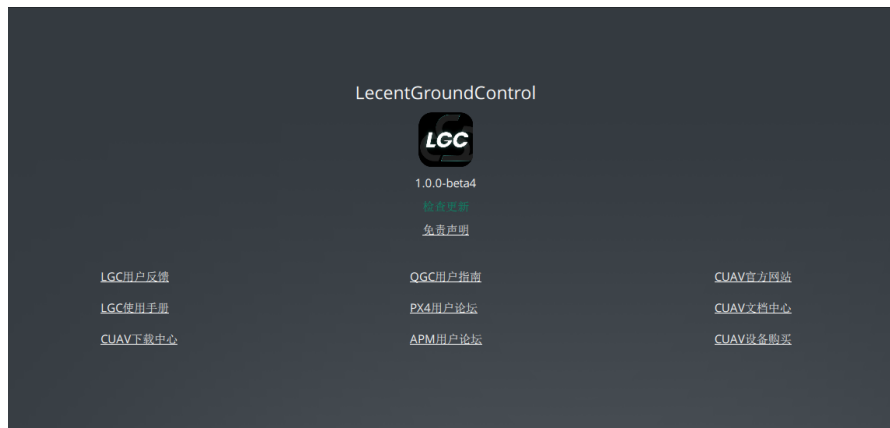 LecentGroundControl
LGC
1.0.0-beta4
检查更新
免责声明
LGC用户反馈 QGC用户指南 CUAV官方网站
LGC使用手册 PX4用户论坛 CUAV文档中心
CUAV下载中心 APM用户论坛 CUAV设备购买